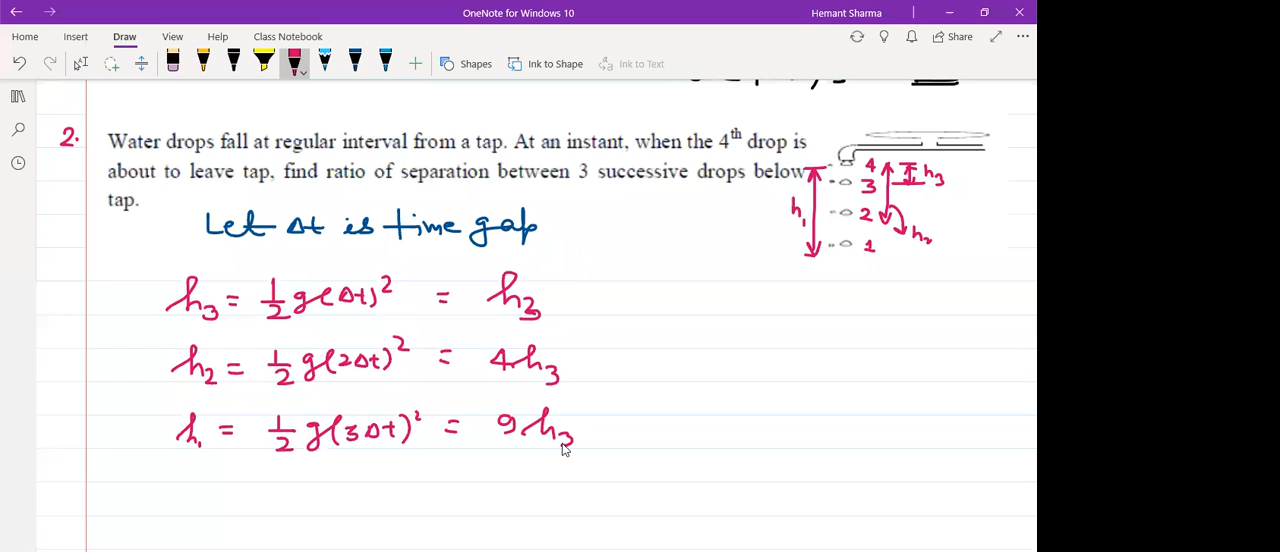 OneNote for Windows 10
Hemant Sharma
Home Insert Draw View Help Class Notebook
Share
Shapes Ink to Shape Ink to Text
2. Water drops fall at regular interval from a tap. At an instant, when the 4th drop is
about to leave tap, find ratio of separation between 3 successive drops below
tap.
4
3
2
1
h₁
h₃
h₂
Let Δt is time gap
h₃ = 1/2 g(Δt)² = h₃
h₂ = 1/2 g(2Δt)² = 4h₃
h₁ = 1/2 g(3Δt)² = 9h₃